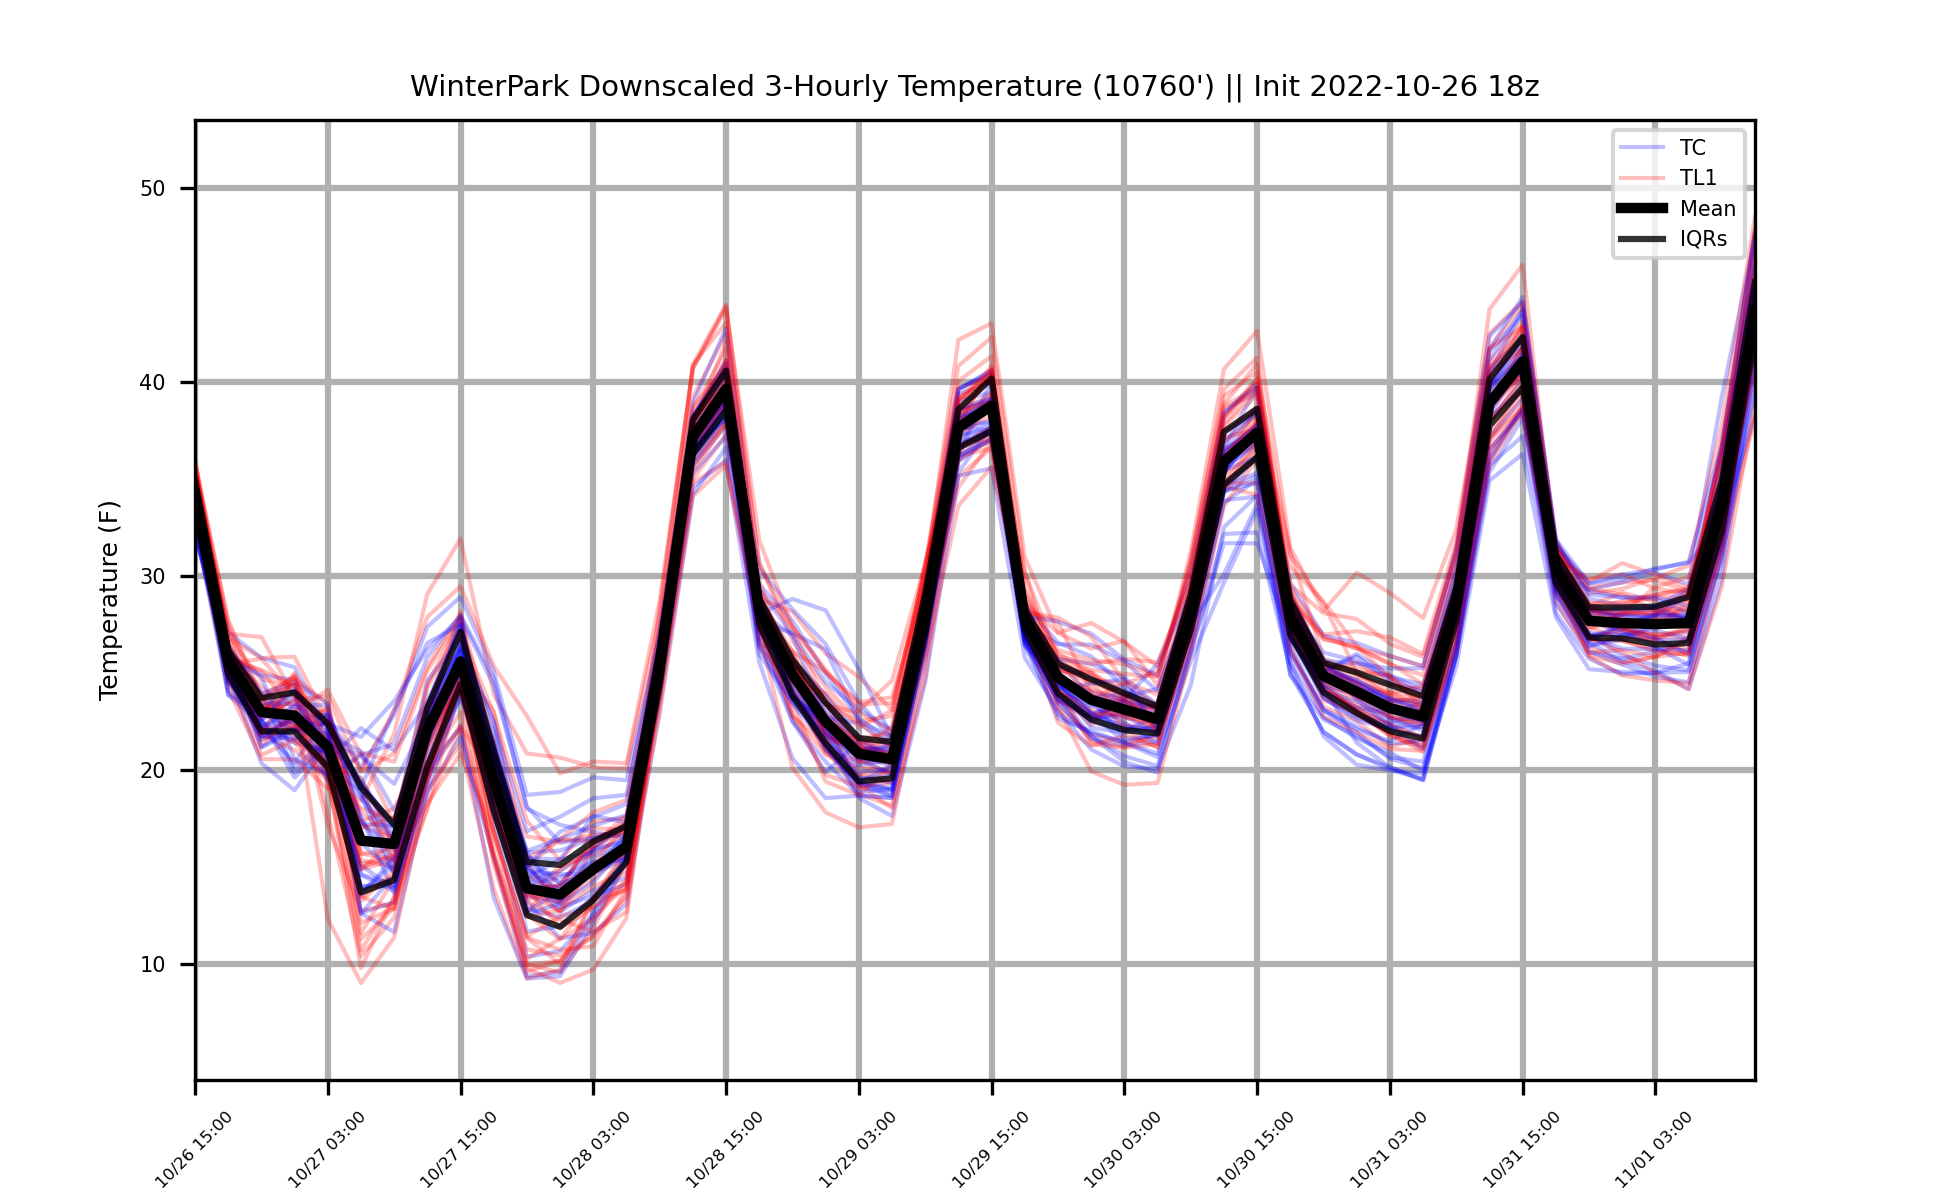 WinterPark Downscaled 3-Hourly Temperature (10760') || Init 2022-10-26 18z
TC
TL1
Mean
IQRs
Temperature (F)
50
40
30
20
10
10/26 15:00
10/27 03:00
10/27 15:00
10/28 03:00
10/28 15:00
10/29 03:00
10/29 15:00
10/30 03:00
10/30 15:00
10/31 03:00
10/31 15:00
11/01 03:00